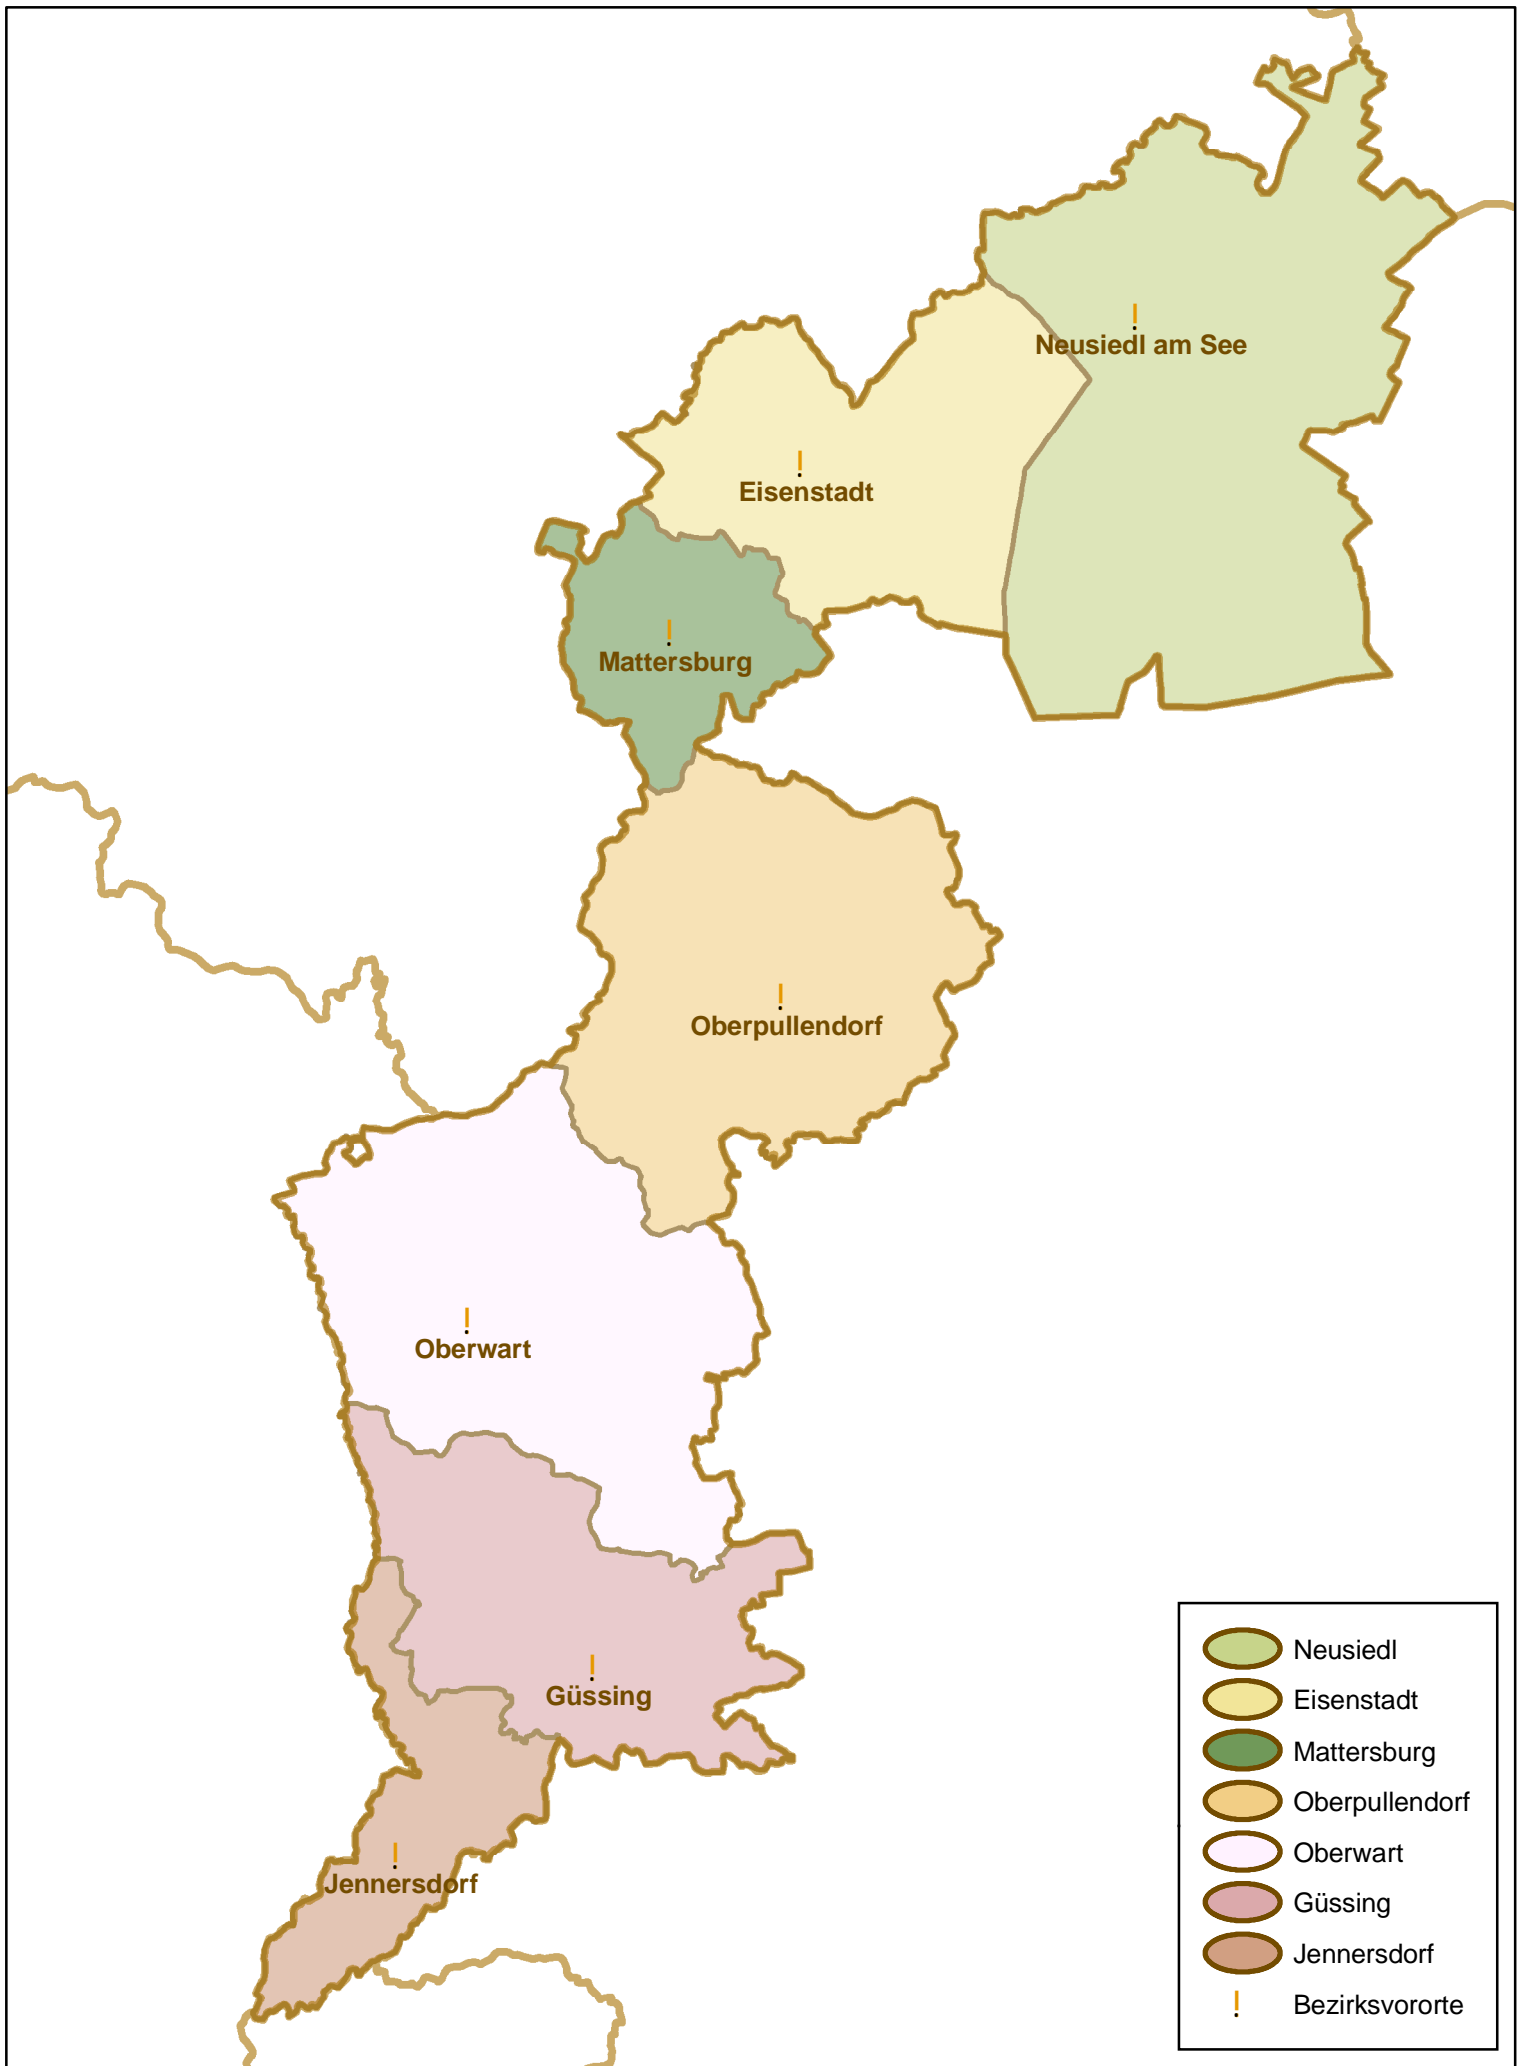 Neusiedl am See
Eisenstadt
Mattersburg
Oberpullendorf
Oberwart
Güssing
Jennersdorf
Neusiedl
Eisenstadt
Mattersburg
Oberpullendorf
Oberwart
Güssing
Jennersdorf
Bezirksvororte